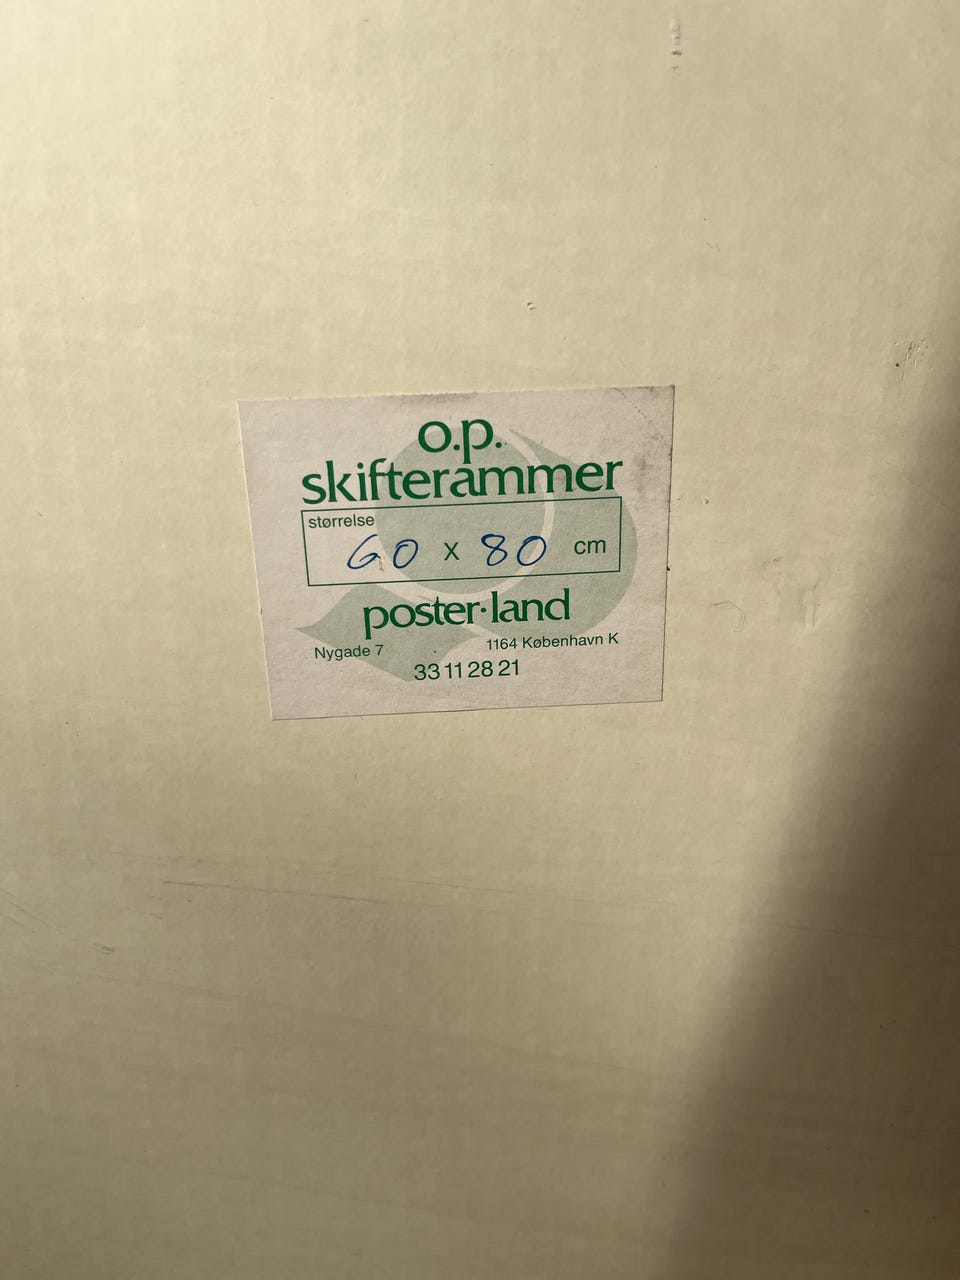 o.p.
skifterammer
størrelse
60 x 80 cm
poster·land
Nygade 7 1164 København K
33 11 28 21